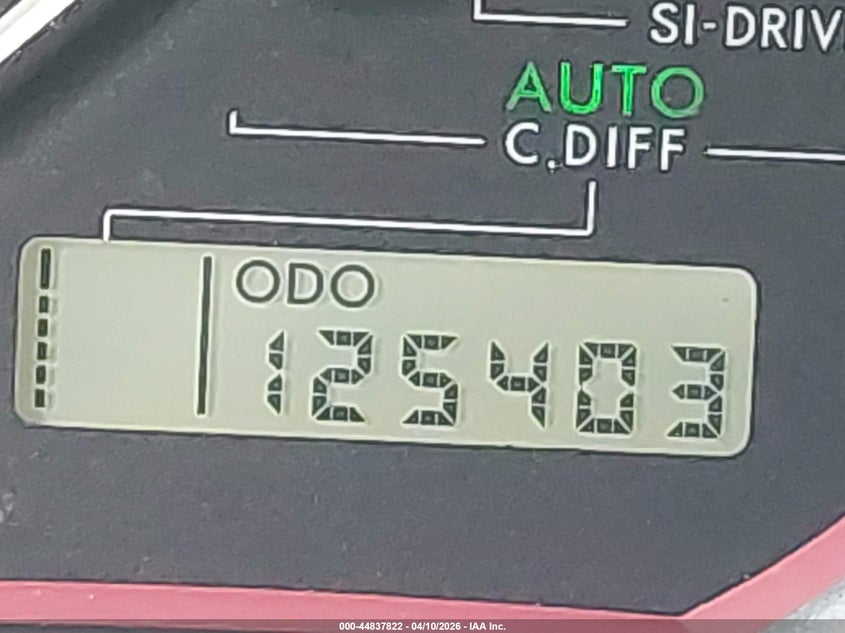 SI-DRIV
AUTO
C.DIFF
ODO
125403
000-44837822 - 04/10/2026 - IAA Inc.